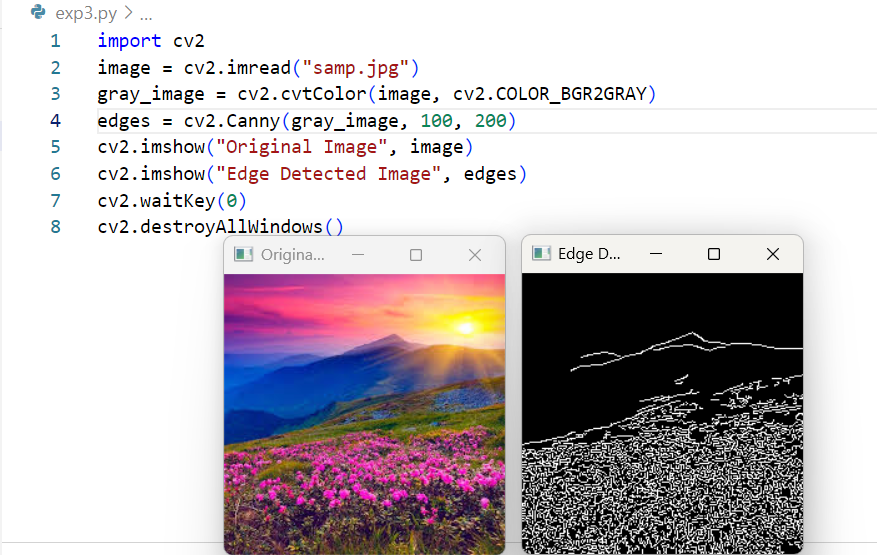 exp3.py > ...
1 import cv2
2 image = cv2.imread("samp.jpg")
3 gray_image = cv2.cvtColor(image, cv2.COLOR_BGR2GRAY)
4 edges = cv2.Canny(gray_image, 100, 200)
5 cv2.imshow("Original Image", image)
6 cv2.imshow("Edge Detected Image", edges)
7 cv2.waitKey(0)
8 cv2.destroyAllWindows()
Origina...
Edge D...